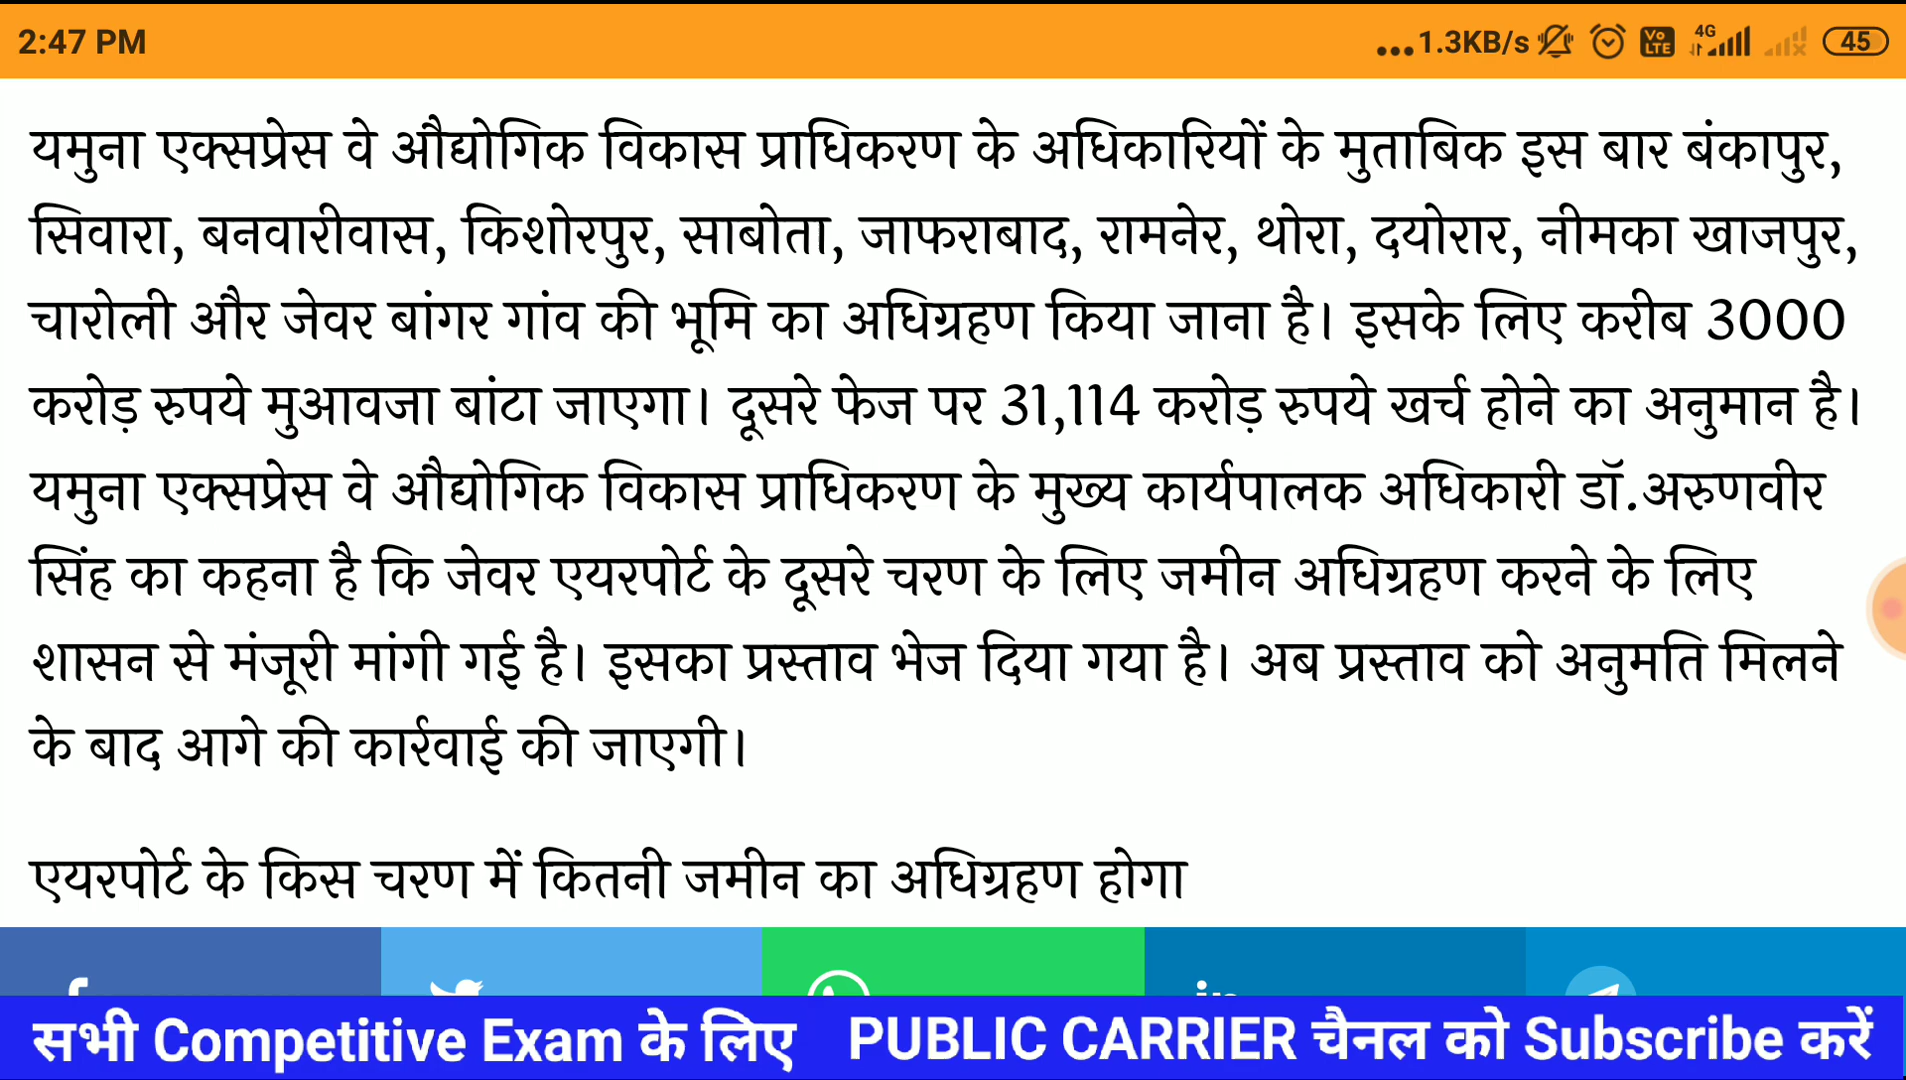 2:47 PM
...1.3KB/s
Vo LTE
4G
45
यमुना एक्सप्रेस वे औद्योगिक विकास प्राधिकरण के अधिकारियों के मुताबिक इस बार बंकापुर,
सिवारा, बनवारीवास, किशोरपुर, साबोता, जाफराबाद, रामनेर, थोरा, दयोरार, नीमका खाजपुर,
चारोली और जेवर बांगर गांव की भूमि का अधिग्रहण किया जाना है। इसके लिए करीब 3000
करोड़ रुपये मुआवजा बांटा जाएगा। दूसरे फेज पर 31,114 करोड़ रुपये खर्च होने का अनुमान है।
यमुना एक्सप्रेस वे औद्योगिक विकास प्राधिकरण के मुख्य कार्यपालक अधिकारी डॉ.अरुणवीर
सिंह का कहना है कि जेवर एयरपोर्ट के दूसरे चरण के लिए जमीन अधिग्रहण करने के लिए
शासन से मंजूरी मांगी गई है। इसका प्रस्ताव भेज दिया गया है। अब प्रस्ताव को अनुमति मिलने
के बाद आगे की कार्रवाई की जाएगी।
एयरपोर्ट के किस चरण में कितनी जमीन का अधिग्रहण होगा
सभी Competitive Exam के लिए PUBLIC CARRIER चैनल को Subscribe करें